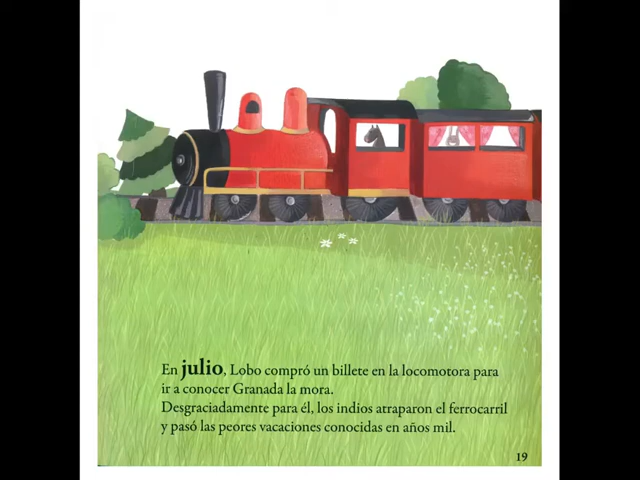 En julio, Lobo compró un billete en la locomotora para
ir a conocer Granada la mora.
Desgraciadamente para él, los indios atraparon el ferrocarril
y pasó las peores vacaciones conocidas en años mil.
19